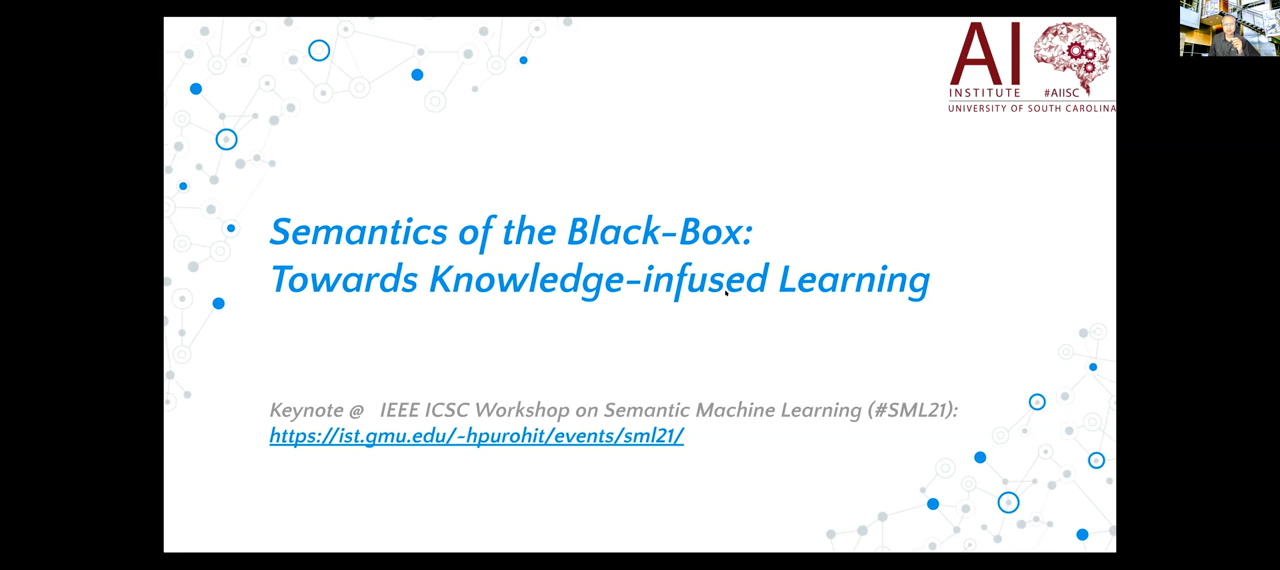 AI
INSTITUTE #AIISC
UNIVERSITY OF SOUTH CAROLINA
Semantics of the Black-Box:
Towards Knowledge-infused Learning
Keynote @ IEEE ICSC Workshop on Semantic Machine Learning (#SML21):
https://ist.gmu.edu/~hpurohit/events/sml21/